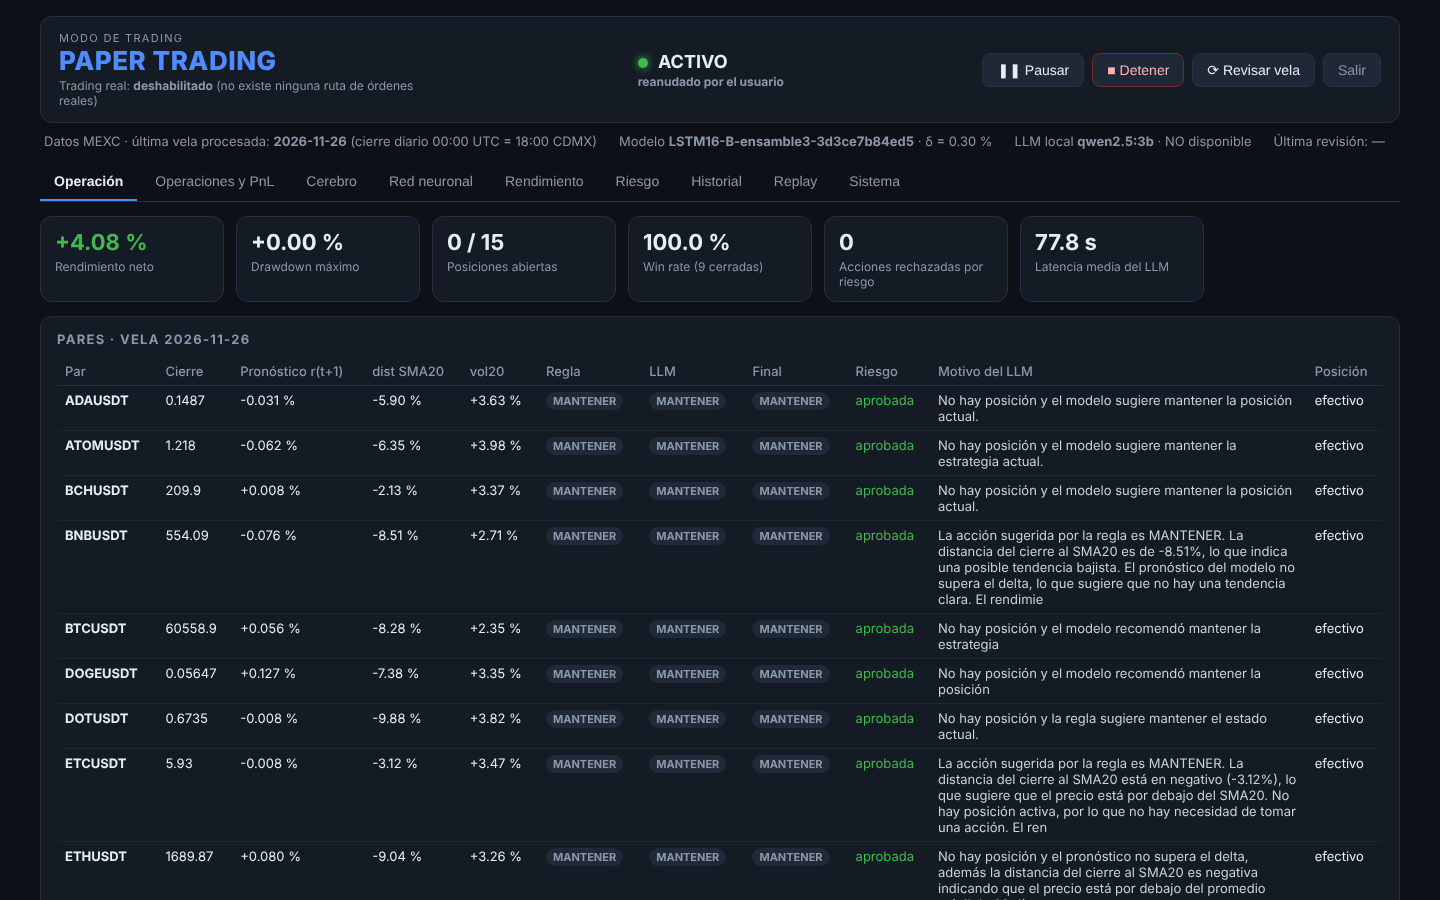 MODO DE TRADING
PAPER TRADING
Trading real: deshabilitado (no existe ninguna ruta de órdenes
reales)
ACTIVO
reanudado por el usuario
❚❚ Pausar
■ Detener
⟳ Revisar vela
Salir
Datos MEXC · última vela procesada: 2026-11-26 (cierre diario 00:00 UTC = 18:00 CDMX)
Modelo LSTM16-B-ensamble3-3d3ce7b84ed5 · δ = 0.30 %
LLM local qwen2.5:3b · NO disponible
Última revisión: —
Operación
Operaciones y PnL
Cerebro
Red neuronal
Rendimiento
Riesgo
Historial
Replay
Sistema
+4.08 %
Rendimiento neto
+0.00 %
Drawdown máximo
0 / 15
Posiciones abiertas
100.0 %
Win rate (9 cerradas)
0
Acciones rechazadas por
riesgo
77.8 s
Latencia media del LLM
PARES · VELA 2026-11-26
Par Cierre Pronóstico r(t+1) dist SMA20 vol20 Regla LLM Final Riesgo Motivo del LLM Posición
ADAUSDT 0.1487 -0.031 % -5.90 % +3.63 % MANTENER MANTENER MANTENER aprobada No hay posición y el modelo sugiere mantener la posición efectivo
actual.
ATOMUSDT 1.218 -0.062 % -6.35 % +3.98 % MANTENER MANTENER MANTENER aprobada No hay posición y el modelo sugiere mantener la efectivo
estrategia actual.
BCHUSDT 209.9 +0.008 % -2.13 % +3.37 % MANTENER MANTENER MANTENER aprobada No hay posición y el modelo sugiere mantener la posición efectivo
actual.
BNBUSDT 554.09 -0.076 % -8.51 % +2.71 % MANTENER MANTENER MANTENER aprobada La acción sugerida por la regla es MANTENER. La efectivo
distancia del cierre al SMA20 es de -8.51%, lo que indica
una posible tendencia bajista. El pronóstico del modelo no
supera el delta, lo que sugiere que no hay una tendencia
clara. El rendimie
BTCUSDT 60558.9 +0.056 % -8.28 % +2.35 % MANTENER MANTENER MANTENER aprobada No hay posición y el modelo recomendó mantener la efectivo
estrategia
DOGEUSDT 0.05647 +0.127 % -7.38 % +3.35 % MANTENER MANTENER MANTENER aprobada No hay posición y el modelo recomendó mantener la efectivo
posición
DOTUSDT 0.6735 -0.008 % -9.88 % +3.82 % MANTENER MANTENER MANTENER aprobada No hay posición y la regla sugiere mantener el estado efectivo
actual.
ETCUSDT 5.93 -0.008 % -3.12 % +3.47 % MANTENER MANTENER MANTENER aprobada La acción sugerida por la regla es MANTENER. La efectivo
distancia del cierre al SMA20 está en negativo (-3.12%), lo
que sugiere que el precio está por debajo del SMA20. No
hay posición activa, por lo que no hay necesidad de tomar
una acción. El ren
ETHUSDT 1689.87 +0.080 % -9.04 % +3.26 % MANTENER MANTENER MANTENER aprobada No hay posición y el pronóstico no supera el delta, efectivo
además la distancia del cierre al SMA20 es negativa
indicando que el precio está por debajo del promedio